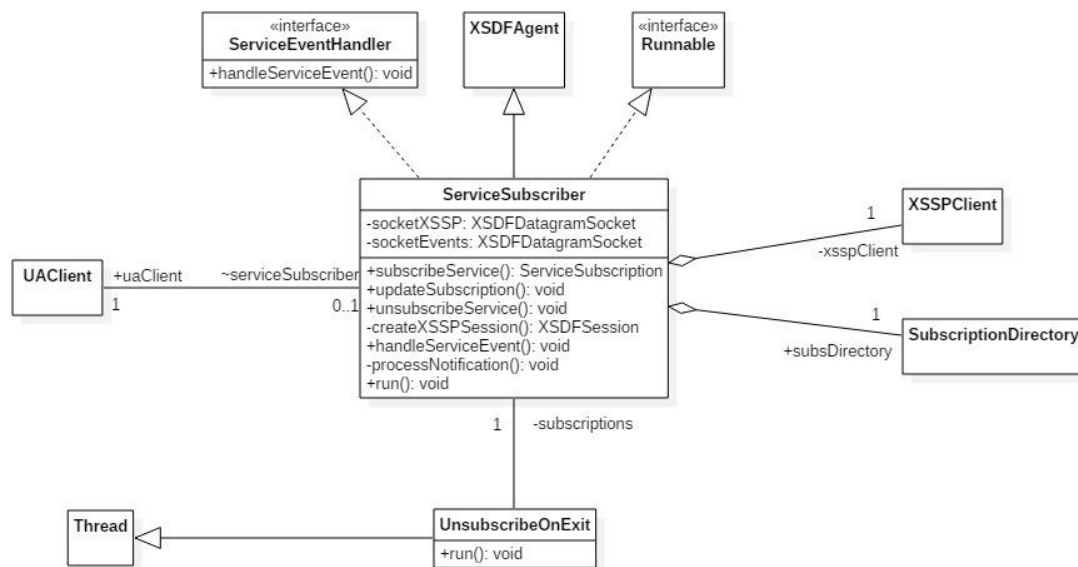 «interface»
ServiceEventHandler
+handleServiceEvent(): void
XSDFAgent
«interface»
Runnable
ServiceSubscriber
-socketXSSP: XSDFDatagramSocket
-socketEvents: XSDFDatagramSocket
+subscribeService(): ServiceSubscription
+updateSubscription(): void
+unsubscribeService(): void
-createXSSPSession(): XSDFSession
+handleServiceEvent(): void
-processNotification(): void
+run(): void
UAClient
+uaClient
1
~serviceSubscriber
0..1
1
-xsspClient
XSSPClient
1
+subsDirectory
SubscriptionDirectory
1
-subscriptions
Thread
UnsubscribeOnExit
+run(): void